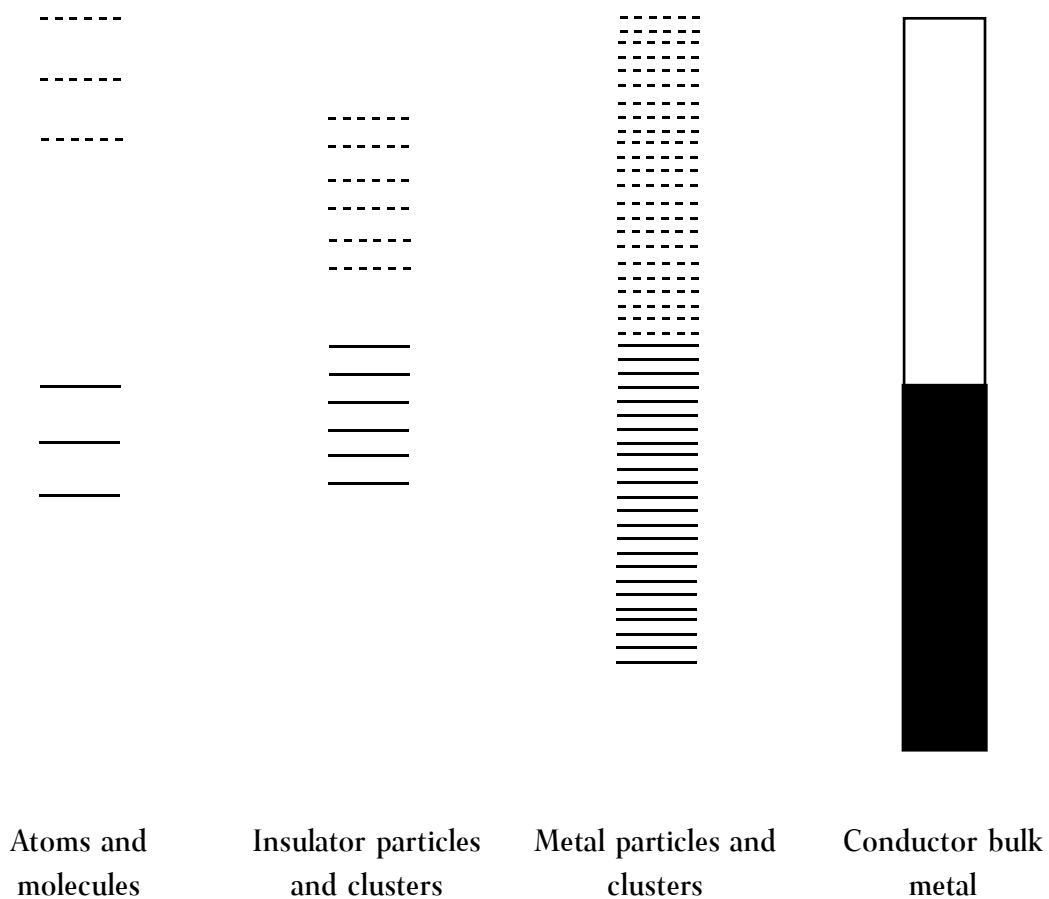 Atoms and
molecules
Insulator particles
and clusters
Metal particles and
clusters
Conductor bulk
metal